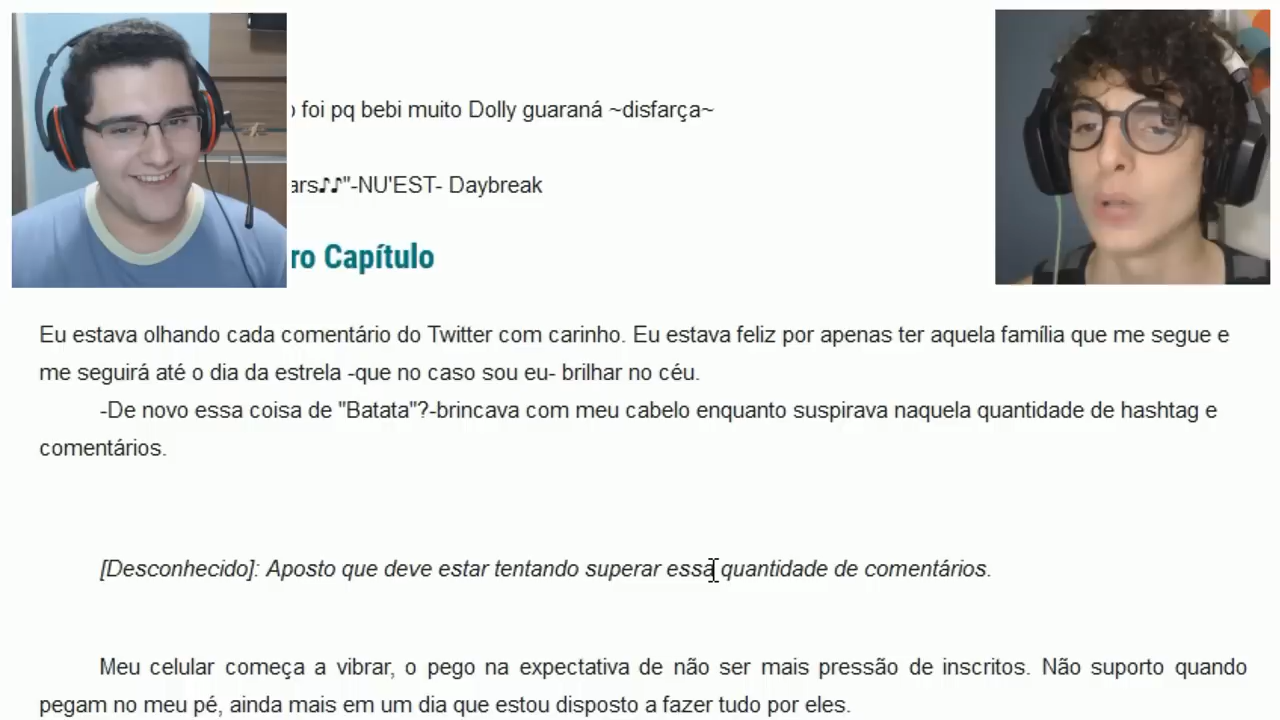 foi pq bebi muito Dolly guaraná ~disfarça~
ars♪♪"-NU'EST- Daybreak
ro Capítulo
Eu estava olhando cada comentário do Twitter com carinho. Eu estava feliz por apenas ter aquela família que me segue e
me seguirá até o dia da estrela -que no caso sou eu- brilhar no céu.
-De novo essa coisa de "Batata"?-brincava com meu cabelo enquanto suspirava naquela quantidade de hashtag e
comentários.
[Desconhecido]: Aposto que deve estar tentando superar essa quantidade de comentários.
Meu celular começa a vibrar, o pego na expectativa de não ser mais pressão de inscritos. Não suporto quando
pegam no meu pé, ainda mais em um dia que estou disposto a fazer tudo por eles.